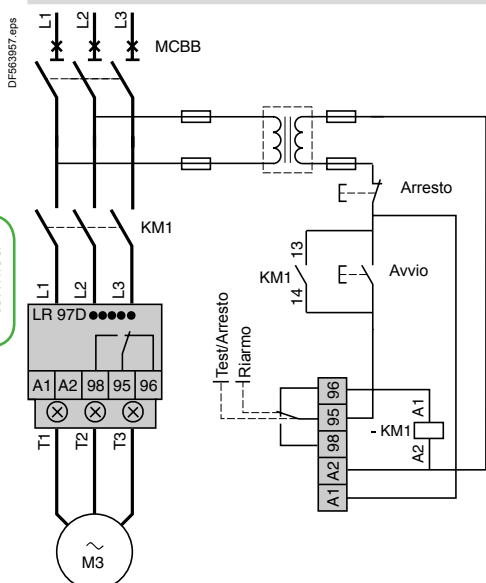 DF563957.eps
L1 L2 L3
MCBB
Arresto
KM1
13
KM1
14
Avvio
L1 L2 L3
LR 97D●●●●●
A1 A2 98 95 96
T1 T2 T3
M3
Test/Arresto
Riarmo
96
95
98
A2
A1
A1
- KM1
A2